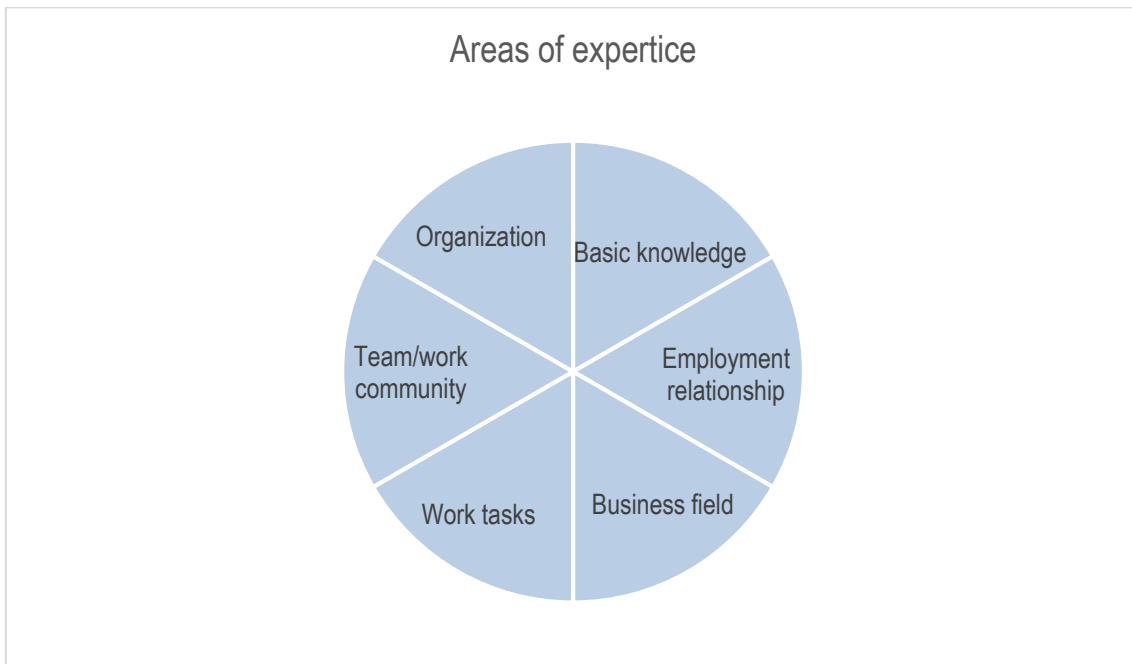 Areas of expertice
Organization
Basic knowledge
Team/work
community
Employment
relationship
Work tasks
Business field